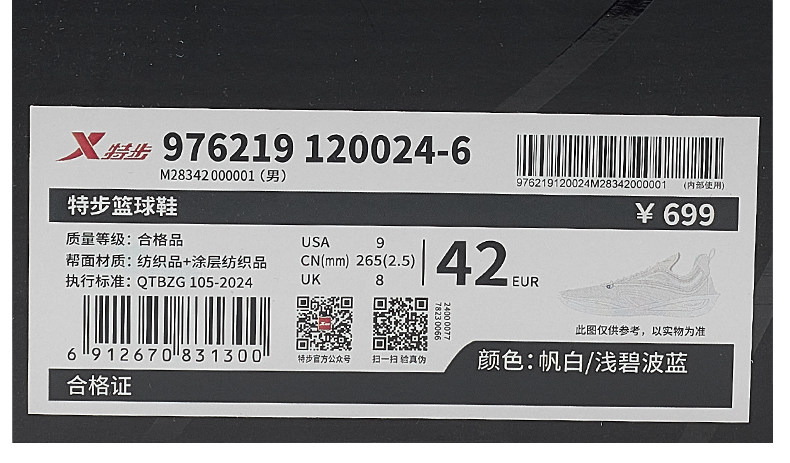 特步 976219 120024-6
M28342000001（男）
976219120024M28342000001 (内部使用)
特步篮球鞋 ￥699
质量等级：合格品
帮面材质：纺织品+涂层纺织品
执行标准：QTBZG 105-2024
USA 9
CN(mm) 265(2.5)
UK 8
42 EUR
6 912670 831300
特步官方公众号
扫一扫 验真伪
2400 0077
7823 0066
此图仅供参考，以实物为准
颜色：帆白/浅碧波蓝
合格证